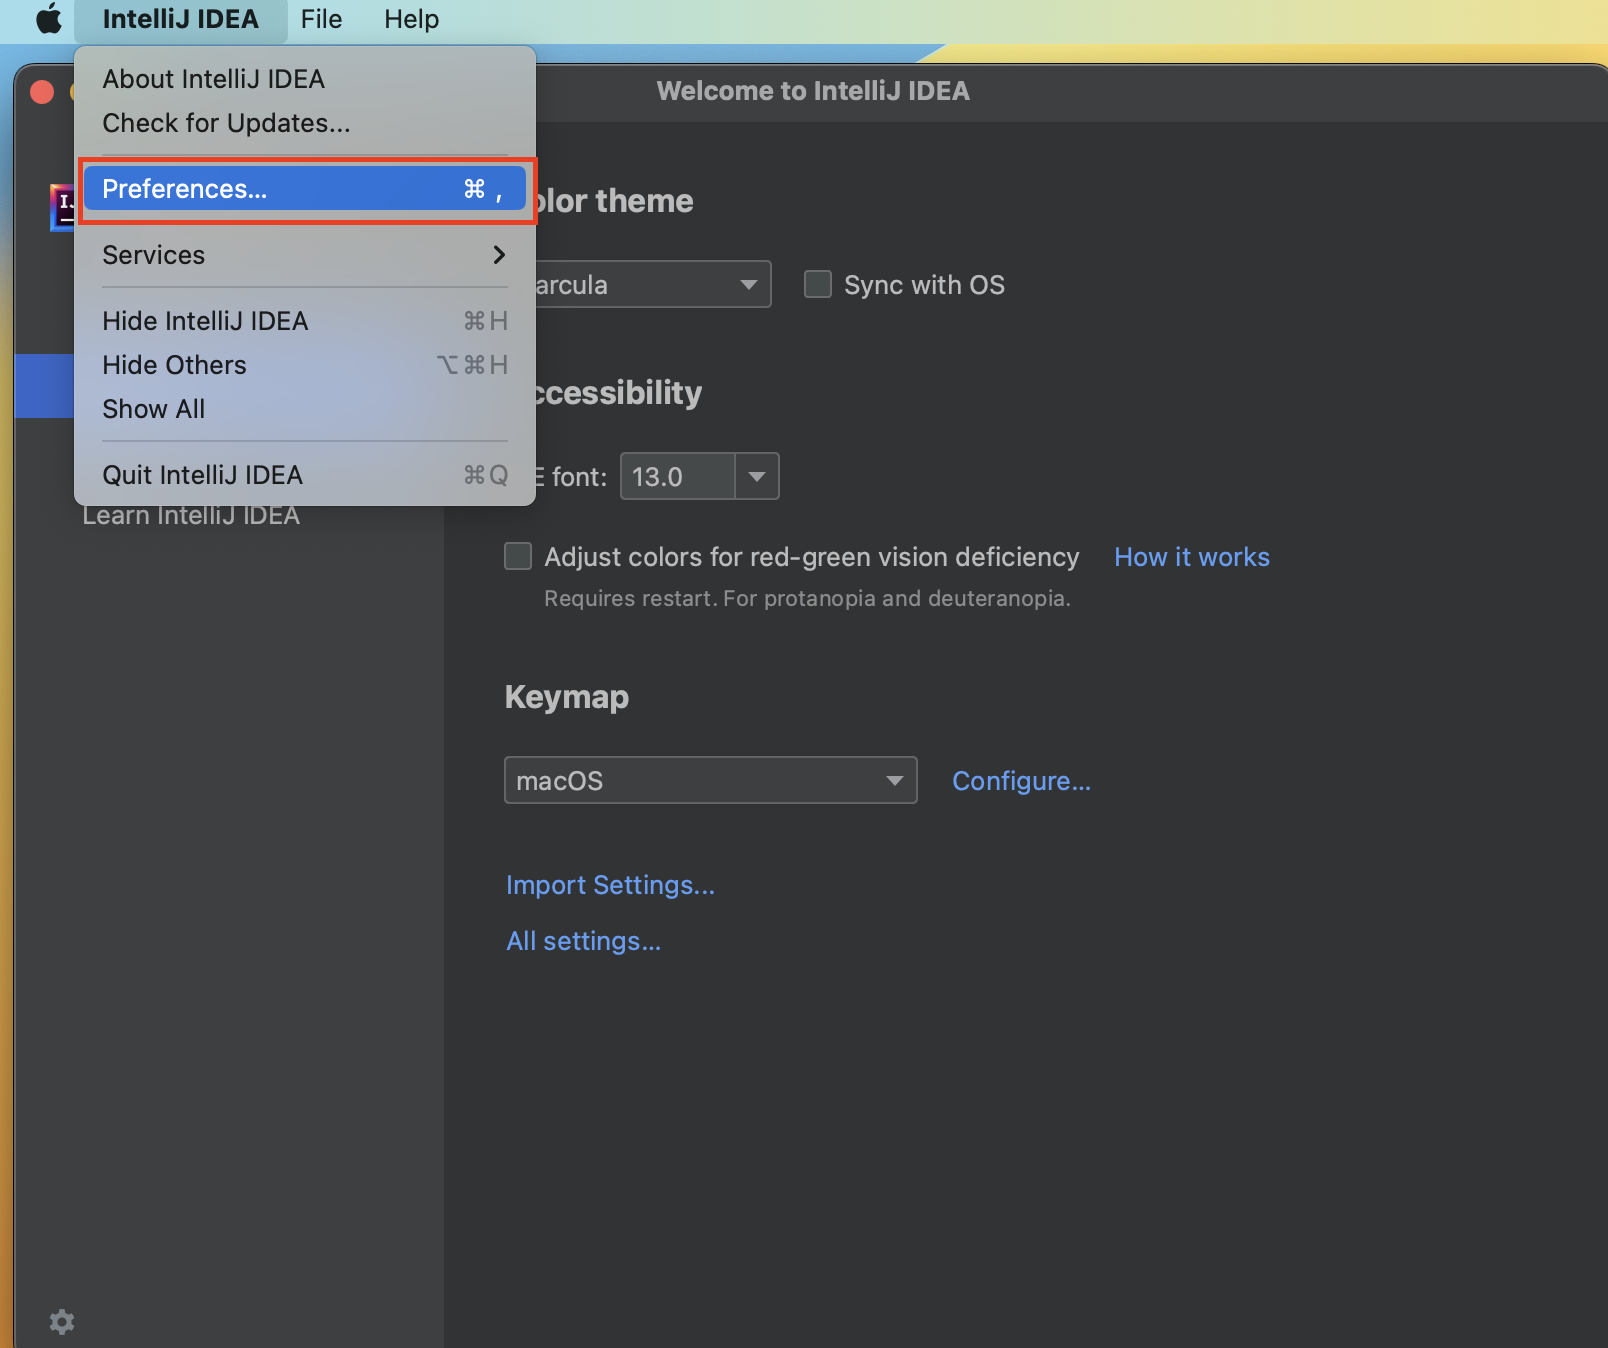 IntelliJ IDEA File Help
About IntelliJ IDEA
Check for Updates...
Preferences... ⌘ ,
Services
Hide IntelliJ IDEA ⌘H
Hide Others ⌥⌘H
Show All
Quit IntelliJ IDEA ⌘Q
Welcome to IntelliJ IDEA
IJ
Learn IntelliJ IDEA
olor theme
arcula
Sync with OS
ccessibility
E font: 13.0
Adjust colors for red-green vision deficiency How it works
Requires restart. For protanopia and deuteranopia.
Keymap
macOS Configure...
Import Settings...
All settings...